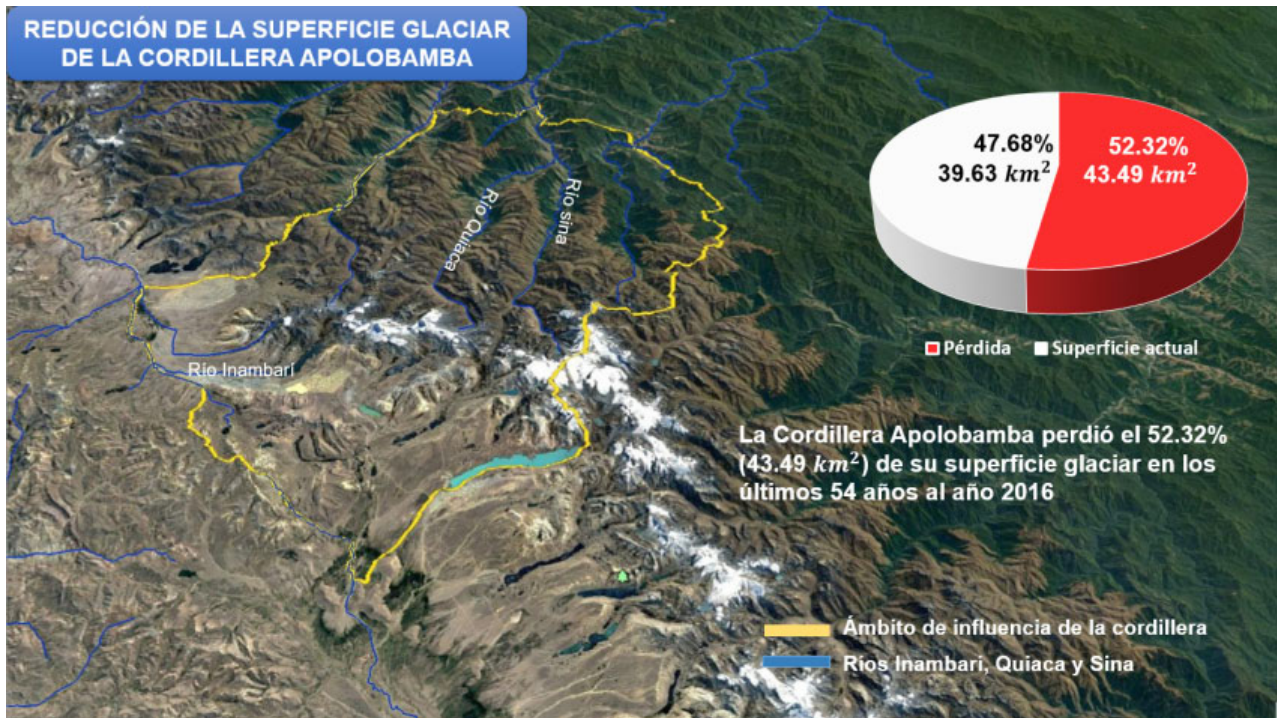 REDUCCIÓN DE LA SUPERFICIE GLACIAR
DE LA CORDILLERA APOLOBAMBA
47.68%
39.63 km²
52.32%
43.49 km²
Pérdida
Superficie actual
Río Quiaca
Río sina
Río Inambarí
La Cordillera Apolobamba perdió el 52.32%
(43.49 km²) de su superficie glaciar en los
últimos 54 años al año 2016
Ámbito de influencia de la cordillera
Ríos Inambari, Quiaca y Sina